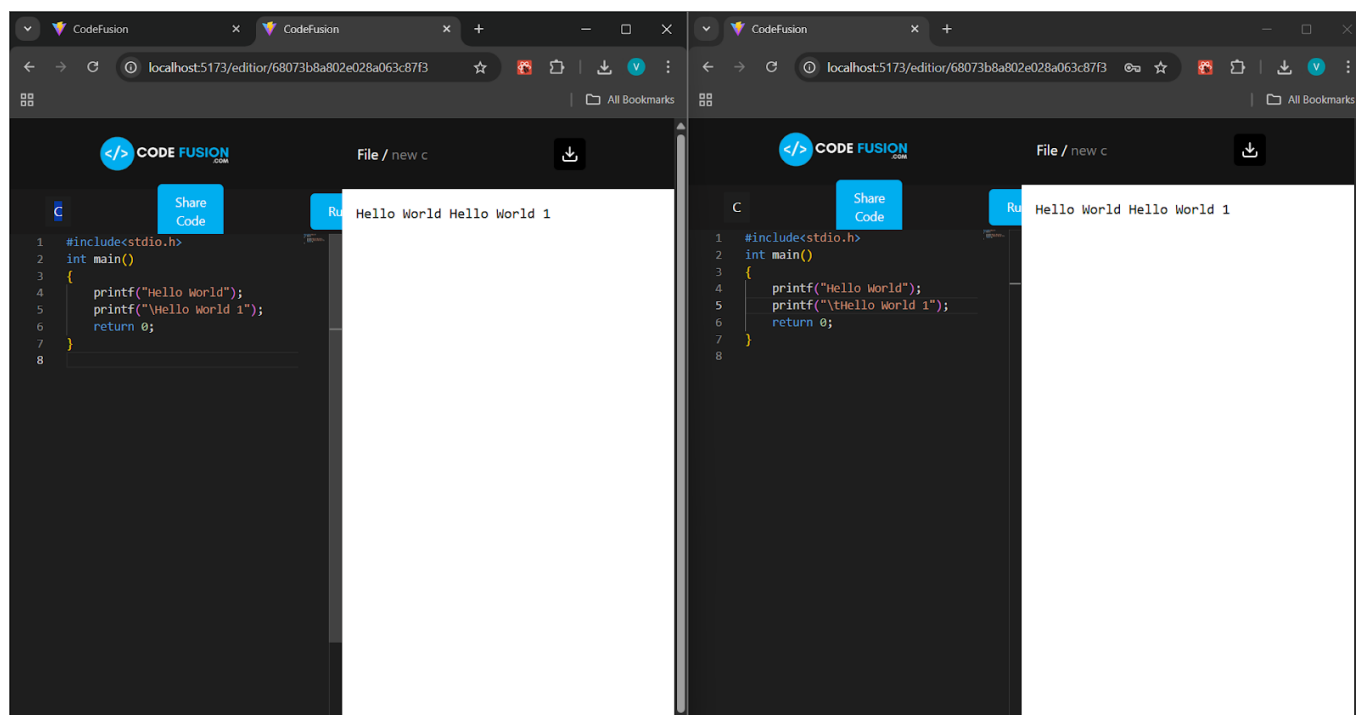 CodeFusion
CodeFusion
localhost:5173/editior/68073b8a802e028a063c87f3
V
All Bookmarks
</> CODE FUSION
.COM
File / new c
C
Share
Code
Ru
Hello World Hello World 1
1 #include<stdio.h>
2 int main()
3 {
4 printf("Hello World");
5 printf("\Hello World 1");
6 return 0;
7 }
8
CodeFusion
localhost:5173/editior/68073b8a802e028a063c87f3
V
All Bookmarks
</> CODE FUSION
.COM
File / new c
C
Share
Code
Ru
Hello World Hello World 1
1 #include<stdio.h>
2 int main()
3 {
4 printf("Hello World");
5 printf("\tHello World 1");
6 return 0;
7 }
8